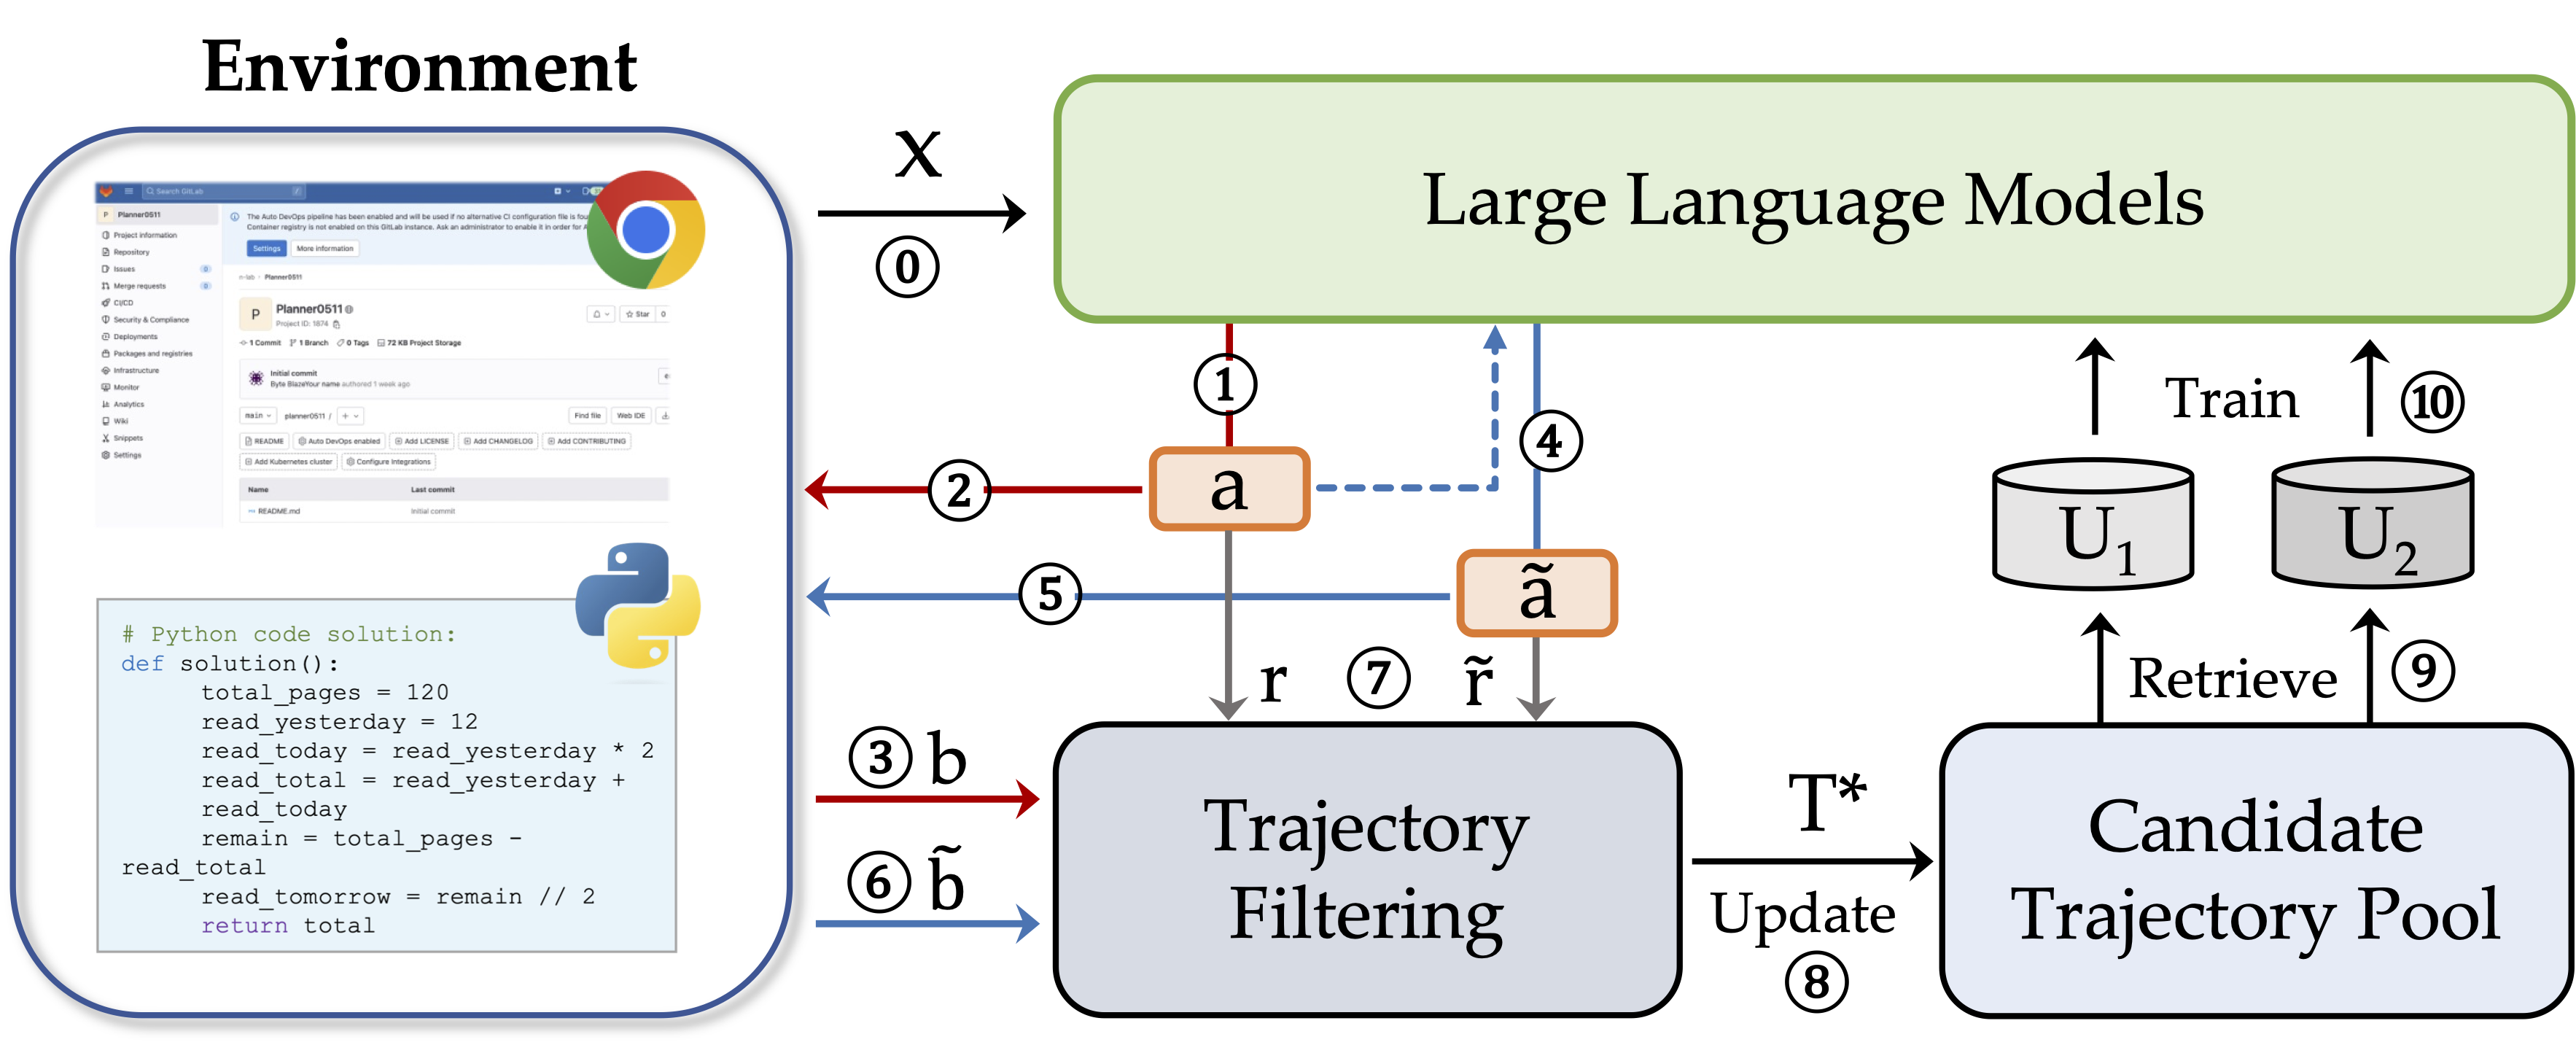 Environment
Search GitLab
/
P Planner0511
Project information
Repository
Issues 0
Merge requests 0
CI/CD
Security & Compliance
Deployments
Packages and registries
Infrastructure
Monitor
Analytics
Wiki
Snippets
Settings
The Auto DevOps pipeline has been enabled and will be used if no alternative CI configuration file is fou
Container registry is not enabled on this GitLab instance. Ask an administrator to enable it in order for A
Settings More information
n-lab > Planner0511
P
Planner0511
Project ID: 1874
Star 0
1 Commit 1 Branch 0 Tags 72 KB Project Storage
Initial commit
Byte BlazeYour name authored 1 week ago
main planner0511 / +
Find file Web IDE
README Auto DevOps enabled Add LICENSE Add CHANGELOG Add CONTRIBUTING
Add Kubernetes cluster Configure Integrations
Name Last commit
README.md Initial commit
# Python code solution:
def solution():
total_pages = 120
read_yesterday = 12
read_today = read_yesterday * 2
read_total = read_yesterday +
read_today
remain = total_pages -
read_total
read_tomorrow = remain // 2
return total
x
⓪
Large Language Models
①
②
a
④
⑤
ã
r ⑦ r̃
③ b
⑥ b̃
Trajectory
Filtering
T*
Update
⑧
Train ⑩
U₁ U₂
Retrieve ⑨
Candidate
Trajectory Pool